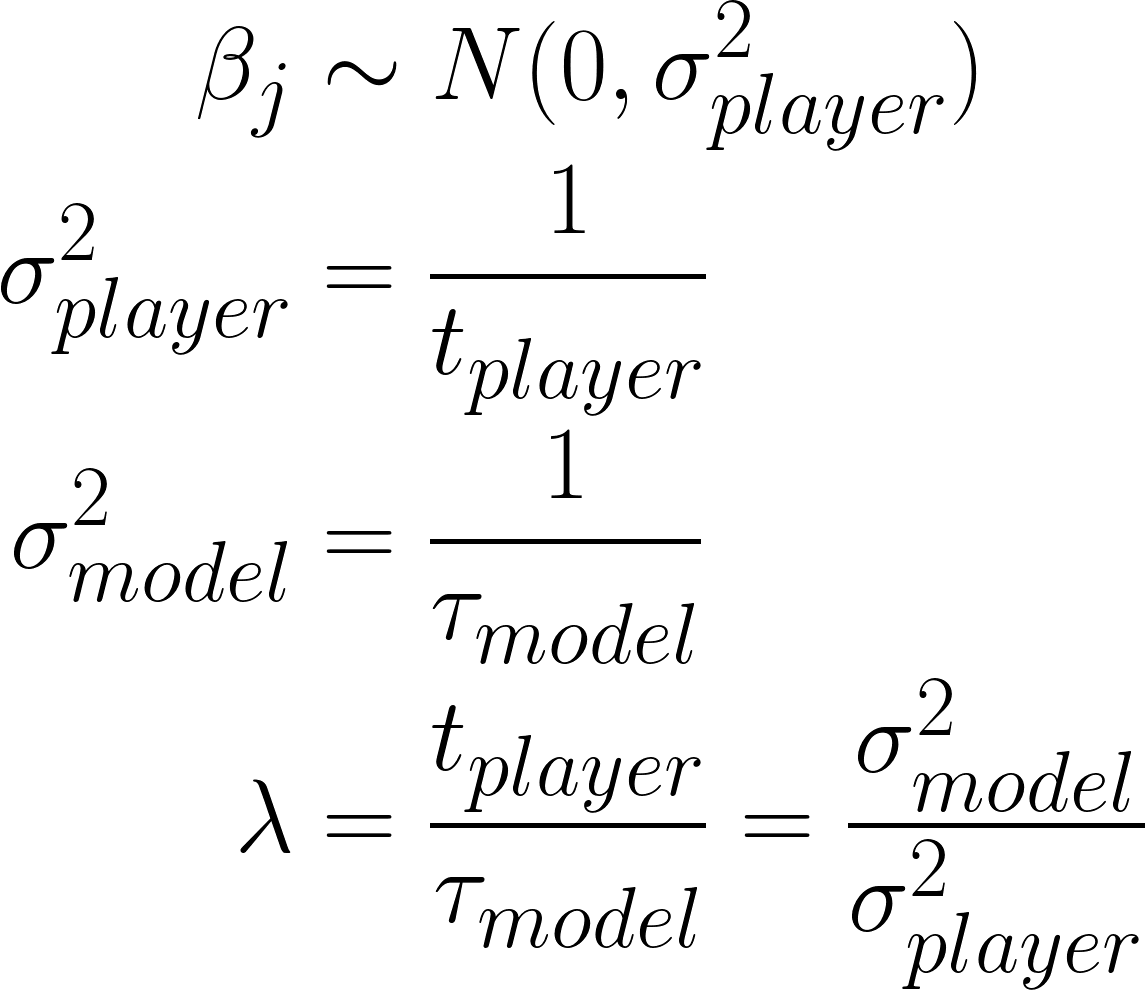 β_j ∼ N(0, σ²_player)
σ²_player = 1 / t_player
σ²_model = 1 / τ_model
λ = t_player / τ_model = σ²_model / σ²_player